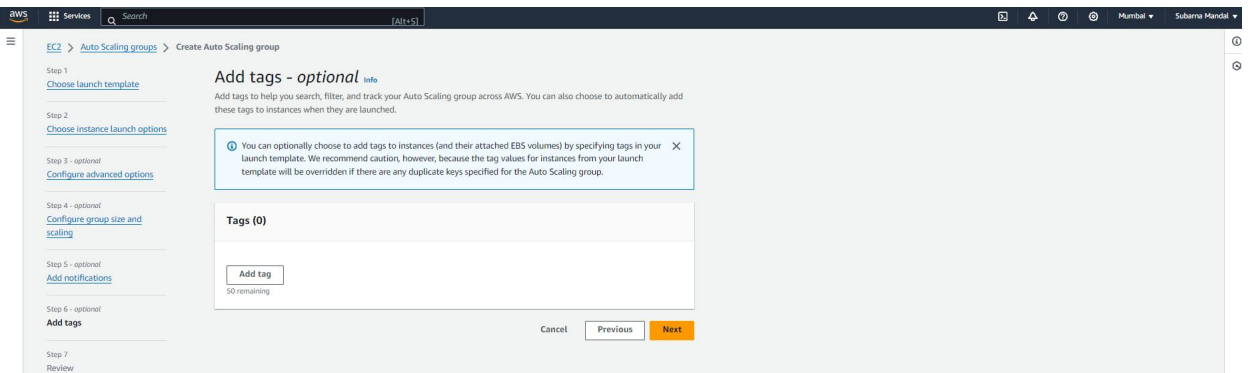 aws
Services
Search
[Alt+S]
Mumbai
Subarna Mandal
EC2 > Auto Scaling groups > Create Auto Scaling group
Step 1
Choose launch template
Step 2
Choose instance launch options
Step 3 - optional
Configure advanced options
Step 4 - optional
Configure group size and
scaling
Step 5 - optional
Add notifications
Step 6 - optional
Add tags
Step 7
Review
Add tags - optional Info
Add tags to help you search, filter, and track your Auto Scaling group across AWS. You can also choose to automatically add
these tags to instances when they are launched.
You can optionally choose to add tags to instances (and their attached EBS volumes) by specifying tags in your
launch template. We recommend caution, however, because the tag values for instances from your launch
template will be overridden if there are any duplicate keys specified for the Auto Scaling group.
Tags (0)
Add tag
50 remaining
Cancel
Previous
Next